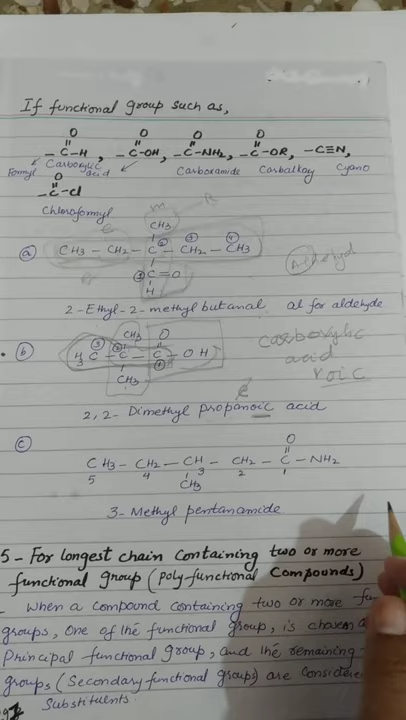 If functional group such as,
O O O O
-C-H, -C-OH, -C-NH₂, -C-OR, -C≡N,
Formyl Carboxylic acid Carboxamide Carbalkoxy Cyano
O
-C-Cl
Chloroformyl
CH₃
(a) CH₃ - CH₂ - C - CH₂ - CH₃
C=O
H
Aldehyd
2-Ethyl-2-methyl butanal al for aldehyde
CH₃ O
(b) H₃C - C - C - OH
CH₃
carboxylic
acid
oic
2,2- Dimethyl propanoic acid
(c)
O
CH₃ - CH₂ - CH - CH₂ - C - NH₂
5 4 3 2 1
CH₃
3-Methyl pentanamide
5- For longest chain containing two or more
functional group (Poly-functional Compounds)
When a compound containing two or more
groups, one of the functional group, is chosen
Principal functional group, and the remaining
groups, (Secondary functional groups) are
Substituents.